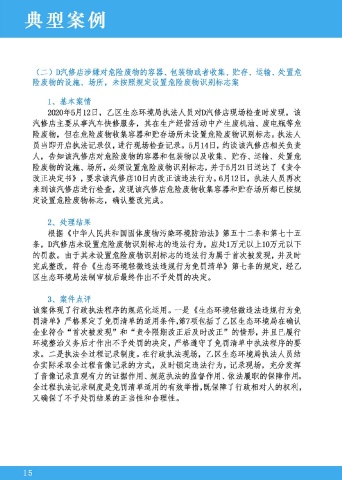 典型案例
（二）D汽修店涉嫌对危险废物的容器、包装物或者收集、贮存、运输、处置危
险废物的设施、场所，未按照规定设置危险废物识别标志案
1、基本案情
2020年5月12日，乙区生态环境局执法人员对D汽修店现场检查时发现，该
汽修店主要从事汽车快修服务，其在生产经营活动中产生废机油、废电瓶等危
险废物，但在危险废物收集容器和贮存场所未设置危险废物识别标志。执法人
员当即开启执法记录仪，进行现场检查记录。5月14日，约谈该汽修店相关负责
人，告知该汽修店对危险废物的容器和包装物以及收集、贮存、运输、处置危
险废物的设施、场所，必须设置危险废物识别标志，并于5月21日送达了《责令
改正决定书》，要求该汽修店10日内改正该违法行为。6月12日，执法人员再次
来到该汽修店进行检查，发现该汽修店危险废物收集容器和贮存场所都已按规
定设置危险废物标志，确认整改完成。
2、处理结果
根据《中华人民共和国固体废物污染环境防治法》第五十二条和第七十五
条，D汽修店未设置危险废物识别标志的违法行为，应处1万元以上10万元以下
的罚款。由于其未设置危险废物识别标志的违法行为属于首次被发现，并及时
完成整改，符合《生态环境轻微违法违规行为免罚清单》第七条的规定，经乙
区生态环境局法制审核后最终作出不予处罚的决定。
3、案件点评
该案体现了行政执法程序的规范化运用。一是《生态环境轻微违法违规行为免
罚清单》严格界定了免罚清单的适用条件，第7项包括了乙区生态环境局在确认
企业符合“首次被发现”和“责令限期改正后及时改正”的情形，并且已履行
环境整治义务后才作出不予处罚的决定，严格遵守了免罚清单中执法程序的要
求。二是执法全过程记录制度。在行政执法现场，乙区生态环境局执法人员结
合实际采取全过程音像记录的方式，及时锁定违法行为，记录现场，充分发挥
了音像记录直观有力的证据作用、规范执法的监督作用、依法履职的保障作用。
全过程执法记录制度是免罚清单适用的有效举措，既保障了行政相对人的权利，
又确保了不予处罚结果的正当性和合理性。
15